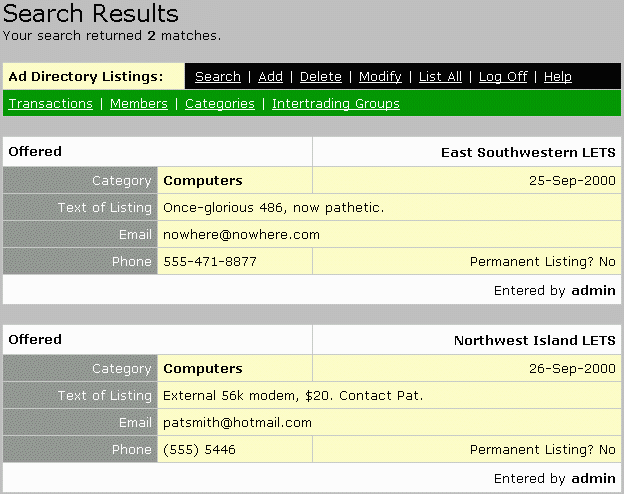 Search Results
Your search returned 2 matches.
Ad Directory Listings: Search | Add | Delete | Modify | List All | Log Off | Help
Transactions | Members | Categories | Intertrading Groups
Offered East Southwestern LETS
Category Computers 25-Sep-2000
Text of Listing Once-glorious 486, now pathetic.
Email nowhere@nowhere.com
Phone 555-471-8877 Permanent Listing? No
Entered by admin
Offered Northwest Island LETS
Category Computers 26-Sep-2000
Text of Listing External 56k modem, $20. Contact Pat.
Email patsmith@hotmail.com
Phone (555) 5446 Permanent Listing? No
Entered by admin